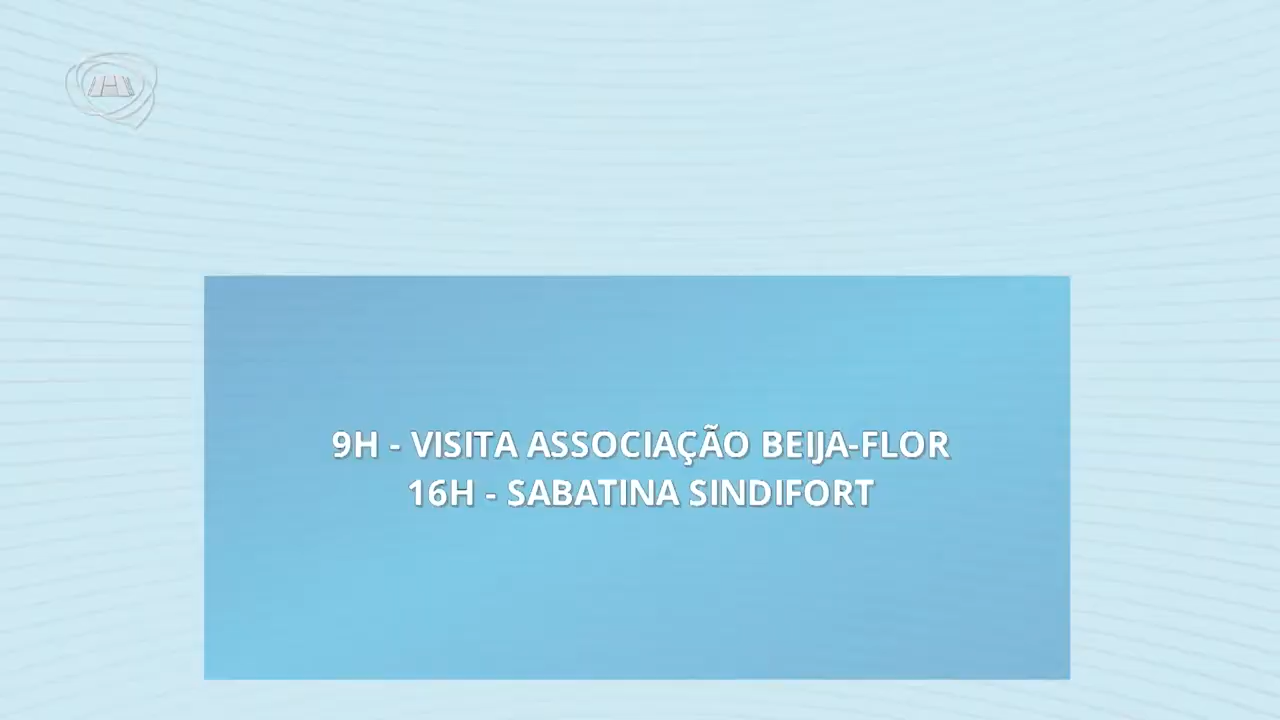 9H - VISITA ASSOCIAÇÃO BEIJA-FLOR
16H - SABATINA SINDIFORT